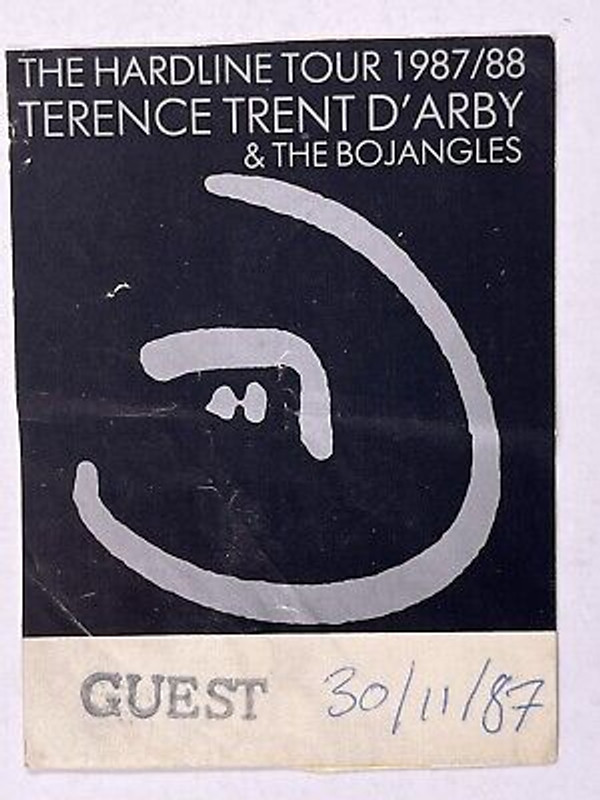 THE HARDLINE TOUR 1987/88
TERENCE TRENT D'ARBY
& THE BOJANGLES
GUEST 30/11/87